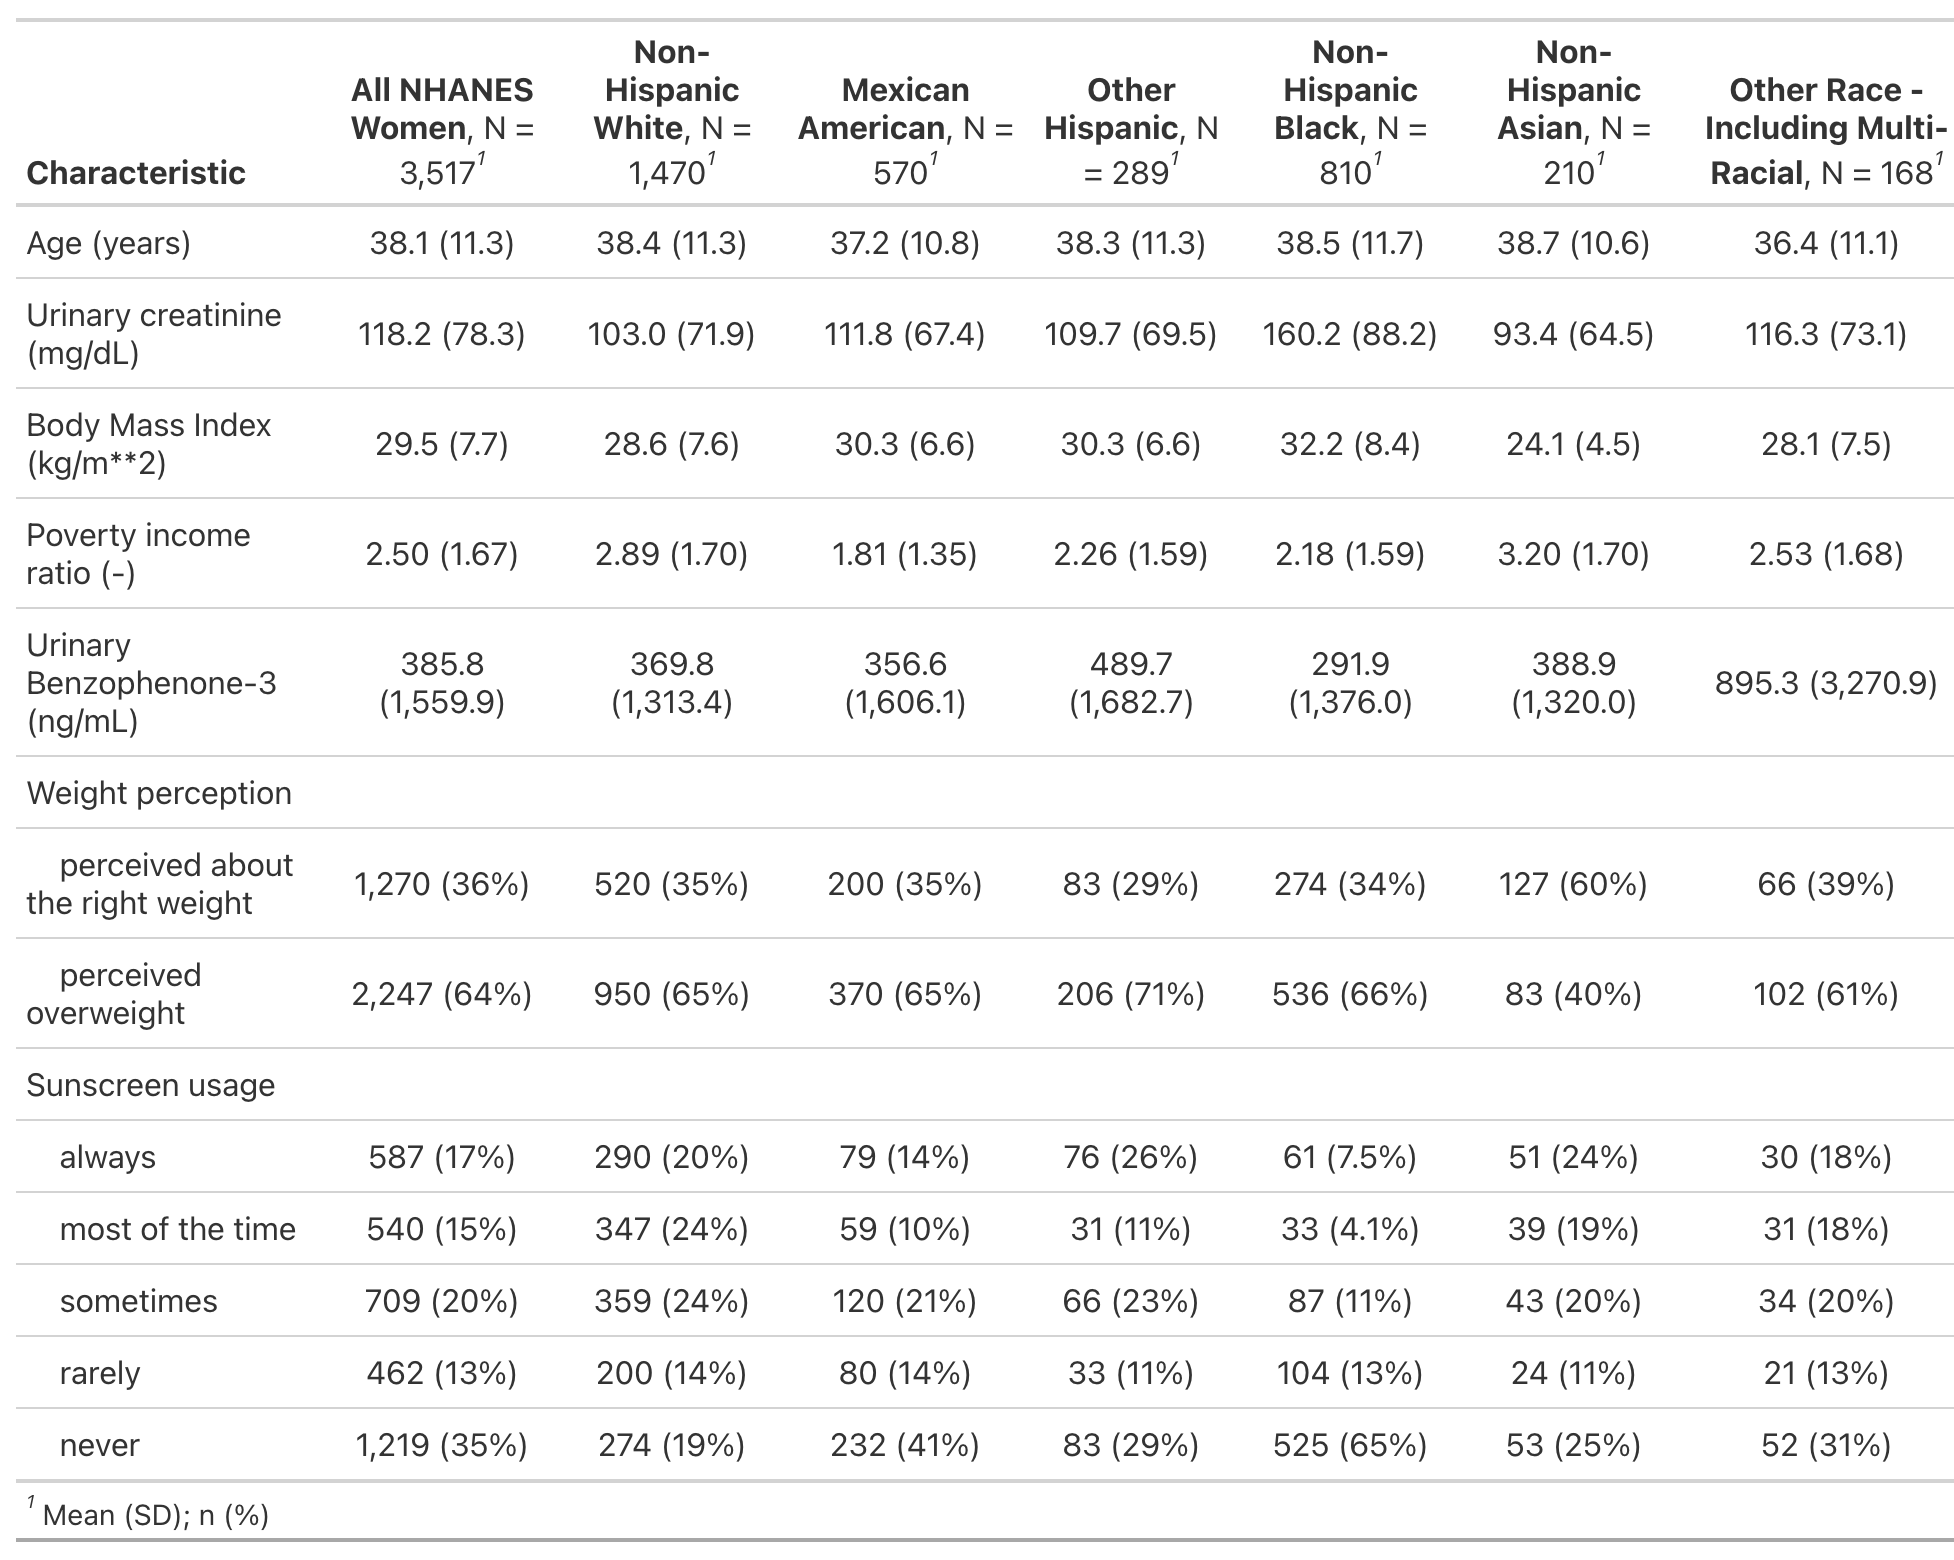 Characteristic All NHANES Women, N = 3,517¹ Non-Hispanic White, N = 1,470¹ Mexican American, N = 570¹ Other Hispanic, N = 289¹ Non-Hispanic Black, N = 810¹ Non-Hispanic Asian, N = 210¹ Other Race - Including Multi-Racial, N = 168¹
Age (years) 38.1 (11.3) 38.4 (11.3) 37.2 (10.8) 38.3 (11.3) 38.5 (11.7) 38.7 (10.6) 36.4 (11.1)
Urinary creatinine (mg/dL) 118.2 (78.3) 103.0 (71.9) 111.8 (67.4) 109.7 (69.5) 160.2 (88.2) 93.4 (64.5) 116.3 (73.1)
Body Mass Index (kg/m**2) 29.5 (7.7) 28.6 (7.6) 30.3 (6.6) 30.3 (6.6) 32.2 (8.4) 24.1 (4.5) 28.1 (7.5)
Poverty income ratio (-) 2.50 (1.67) 2.89 (1.70) 1.81 (1.35) 2.26 (1.59) 2.18 (1.59) 3.20 (1.70) 2.53 (1.68)
Urinary Benzophenone-3 (ng/mL) 385.8 (1,559.9) 369.8 (1,313.4) 356.6 (1,606.1) 489.7 (1,682.7) 291.9 (1,376.0) 388.9 (1,320.0) 895.3 (3,270.9)
Weight perception
perceived about the right weight 1,270 (36%) 520 (35%) 200 (35%) 83 (29%) 274 (34%) 127 (60%) 66 (39%)
perceived overweight 2,247 (64%) 950 (65%) 370 (65%) 206 (71%) 536 (66%) 83 (40%) 102 (61%)
Sunscreen usage
always 587 (17%) 290 (20%) 79 (14%) 76 (26%) 61 (7.5%) 51 (24%) 30 (18%)
most of the time 540 (15%) 347 (24%) 59 (10%) 31 (11%) 33 (4.1%) 39 (19%) 31 (18%)
sometimes 709 (20%) 359 (24%) 120 (21%) 66 (23%) 87 (11%) 43 (20%) 34 (20%)
rarely 462 (13%) 200 (14%) 80 (14%) 33 (11%) 104 (13%) 24 (11%) 21 (13%)
never 1,219 (35%) 274 (19%) 232 (41%) 83 (29%) 525 (65%) 53 (25%) 52 (31%)
¹ Mean (SD); n (%)